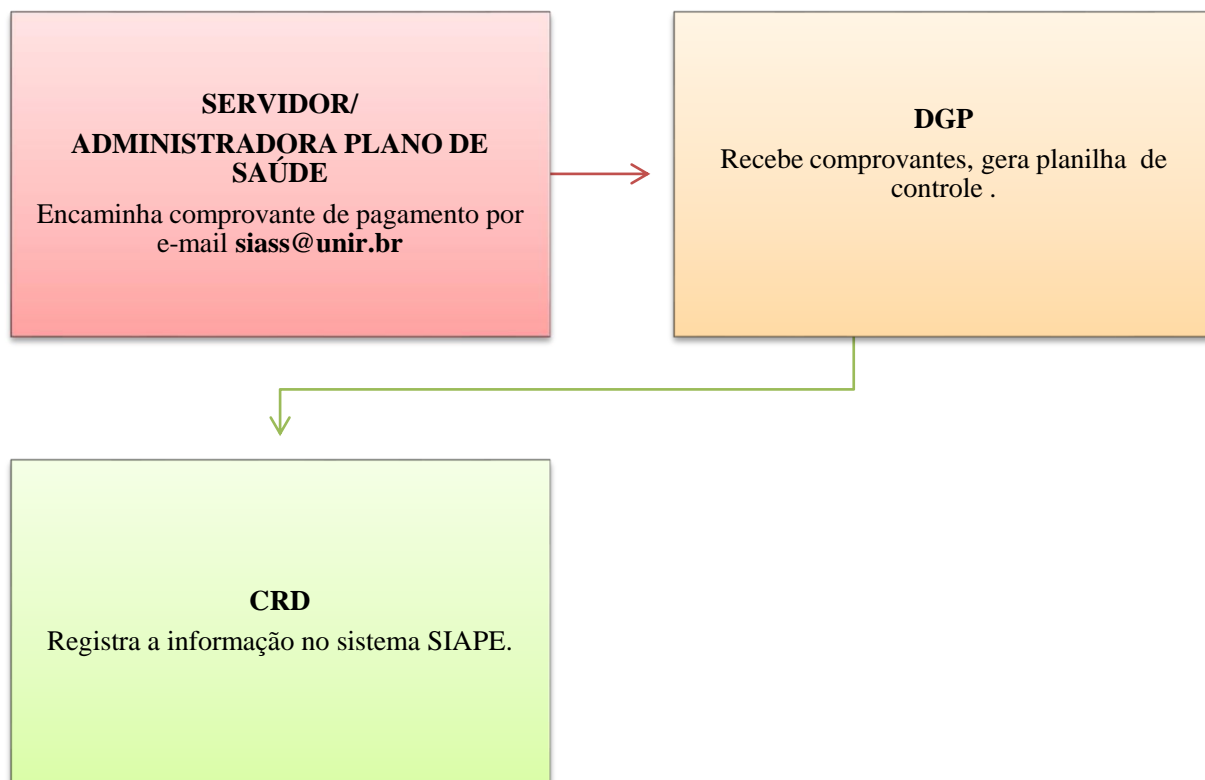 SERVIDOR/
ADMINISTRADORA PLANO DE
SAÚDE
Encaminha comprovante de pagamento por
e-mail siass@unir.br
DGP
Recebe comprovantes, gera planilha  de
controle .
CRD
Registra a informação no sistema SIAPE.